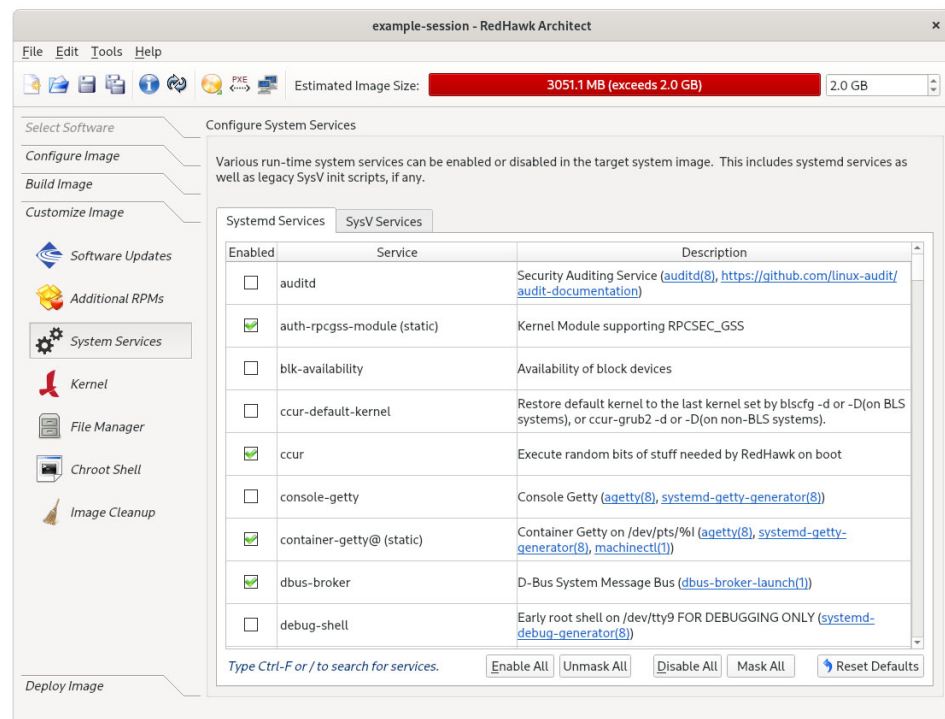 example-session - RedHawk Architect ×
File Edit Tools Help
PXE Estimated Image Size: 3051.1 MB (exceeds 2.0 GB) 2.0 GB
Select Software
Configure Image
Build Image
Customize Image
Software Updates
Additional RPMs
System Services
Kernel
File Manager
Chroot Shell
Image Cleanup
Deploy Image
Configure System Services
Various run-time system services can be enabled or disabled in the target system image. This includes systemd services as
well as legacy SysV init scripts, if any.
Systemd Services SysV Services
Enabled Service Description
auditd Security Auditing Service (auditd(8), https://github.com/linux-audit/
audit-documentation)
auth-rpcgss-module (static) Kernel Module supporting RPCSEC_GSS
blk-availability Availability of block devices
ccur-default-kernel Restore default kernel to the last kernel set by blscfg -d or -D(on BLS
systems), or ccur-grub2 -d or -D(on non-BLS systems).
ccur Execute random bits of stuff needed by RedHawk on boot
console-getty Console Getty (agetty(8), systemd-getty-generator(8))
container-getty@ (static) Container Getty on /dev/pts/%I (agetty(8), systemd-getty-
generator(8), machinectl(1))
dbus-broker D-Bus System Message Bus (dbus-broker-launch(1))
debug-shell Early root shell on /dev/tty9 FOR DEBUGGING ONLY (systemd-
debug-generator(8))
Type Ctrl-F or / to search for services. Enable All Unmask All Disable All Mask All Reset Defaults